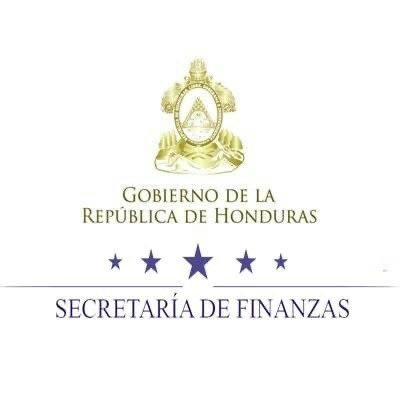 GOBIERNO DE LA
REPÚBLICA DE HONDURAS
SECRETARÍA DE FINANZAS